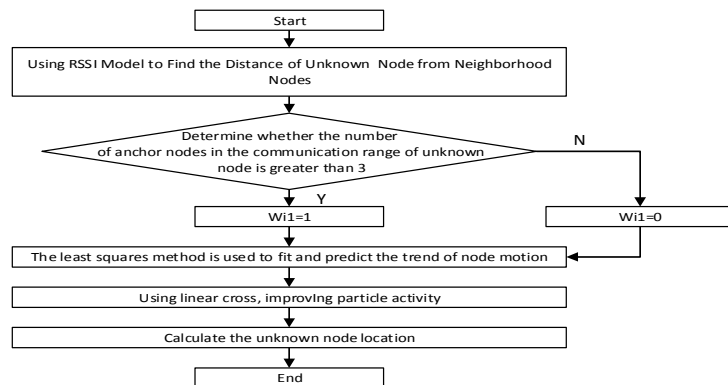 Start
Using RSSI Model to Find the Distance of Unknown Node from Neighborhood
Nodes
Determine whether the number
of anchor nodes in the communication range of unknown
node is greater than 3
N
Y
Wi1=1
Wi1=0
The least squares method is used to fit and predict the trend of node motion
Using linear cross, improving particle activity
Calculate the unknown node location
End